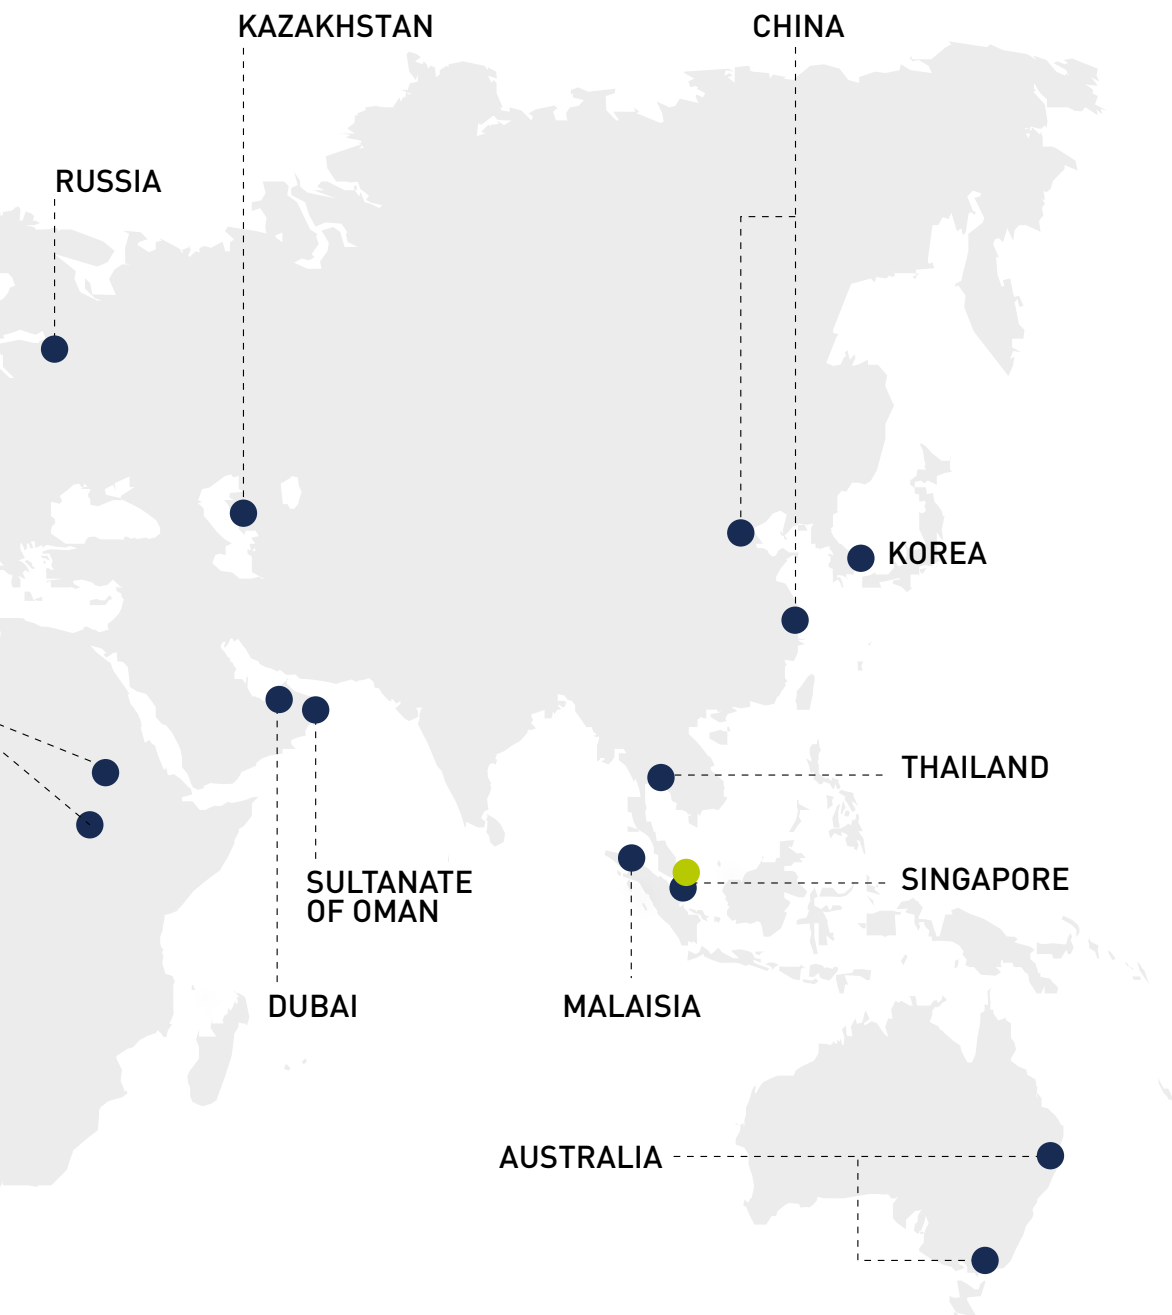 KAZAKHSTAN
CHINA
RUSSIA
KOREA
THAILAND
SULTANATE
OF OMAN
SINGAPORE
DUBAI
MALAISIA
AUSTRALIA